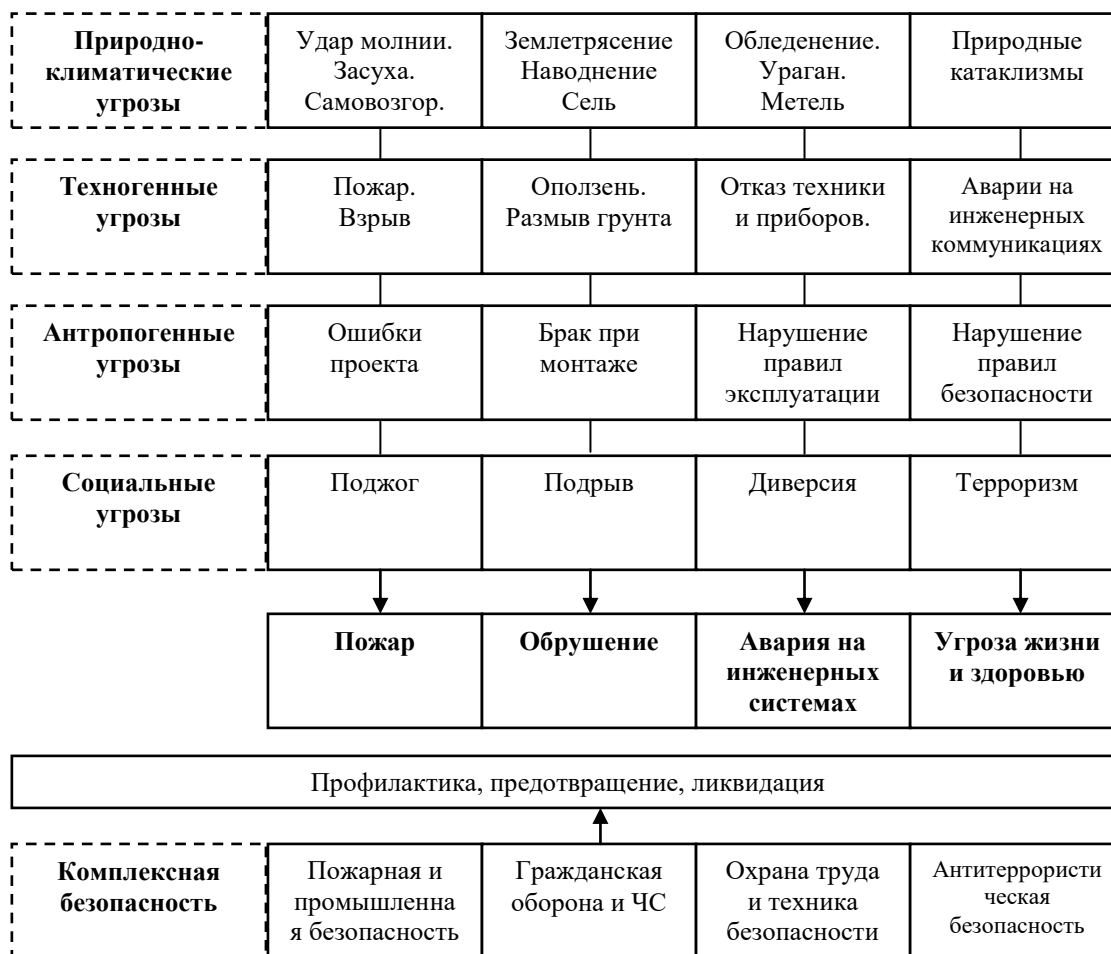 Природно-
климатические
угрозы
Удар молнии.
Засуха.
Самовозгор.
Землетрясение
Наводнение
Сель
Обледенение.
Ураган.
Метель
Природные
катаклизмы
Техногенные
угрозы
Пожар.
Взрыв
Оползень.
Размыв грунта
Отказ техники
и приборов.
Аварии на
инженерных
коммуникациях
Антропогенные
угрозы
Ошибки
проекта
Брак при
монтаже
Нарушение
правил
эксплуатации
Нарушение
правил
безопасности
Социальные
угрозы
Поджог
Подрыв
Диверсия
Терроризм
Пожар
Обрушение
Авария на
инженерных
системах
Угроза жизни
и здоровью
Профилактика, предотвращение, ликвидация
Комплексная
безопасность
Пожарная и
промышленна
я безопасность
Гражданская
оборона и ЧС
Охрана труда
и техника
безопасности
Антитеррористи
ческая
безопасность